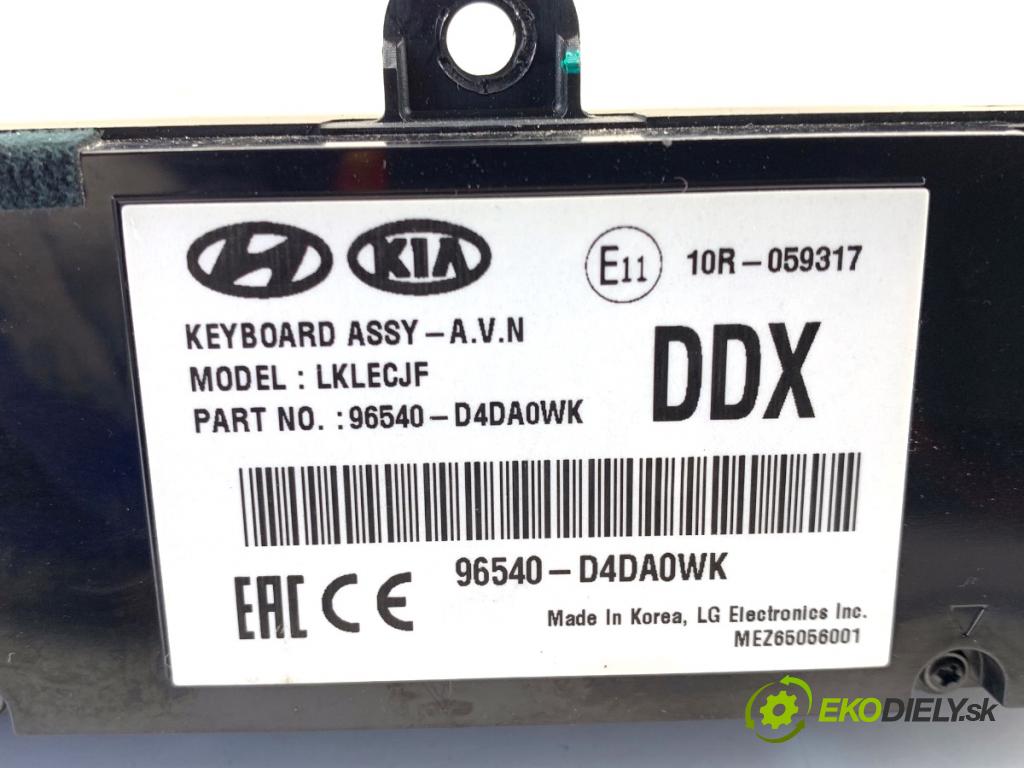 KIA
E11 10R-059317
KEYBOARD ASSY-A.V.N
MODEL : LKLECJF
PART NO. : 96540-D4DA0WK
DDX
96540-D4DA0WK
EAC CE
Made In Korea, LG Electronics Inc.
MEZ65056001
EKODIELY.sk